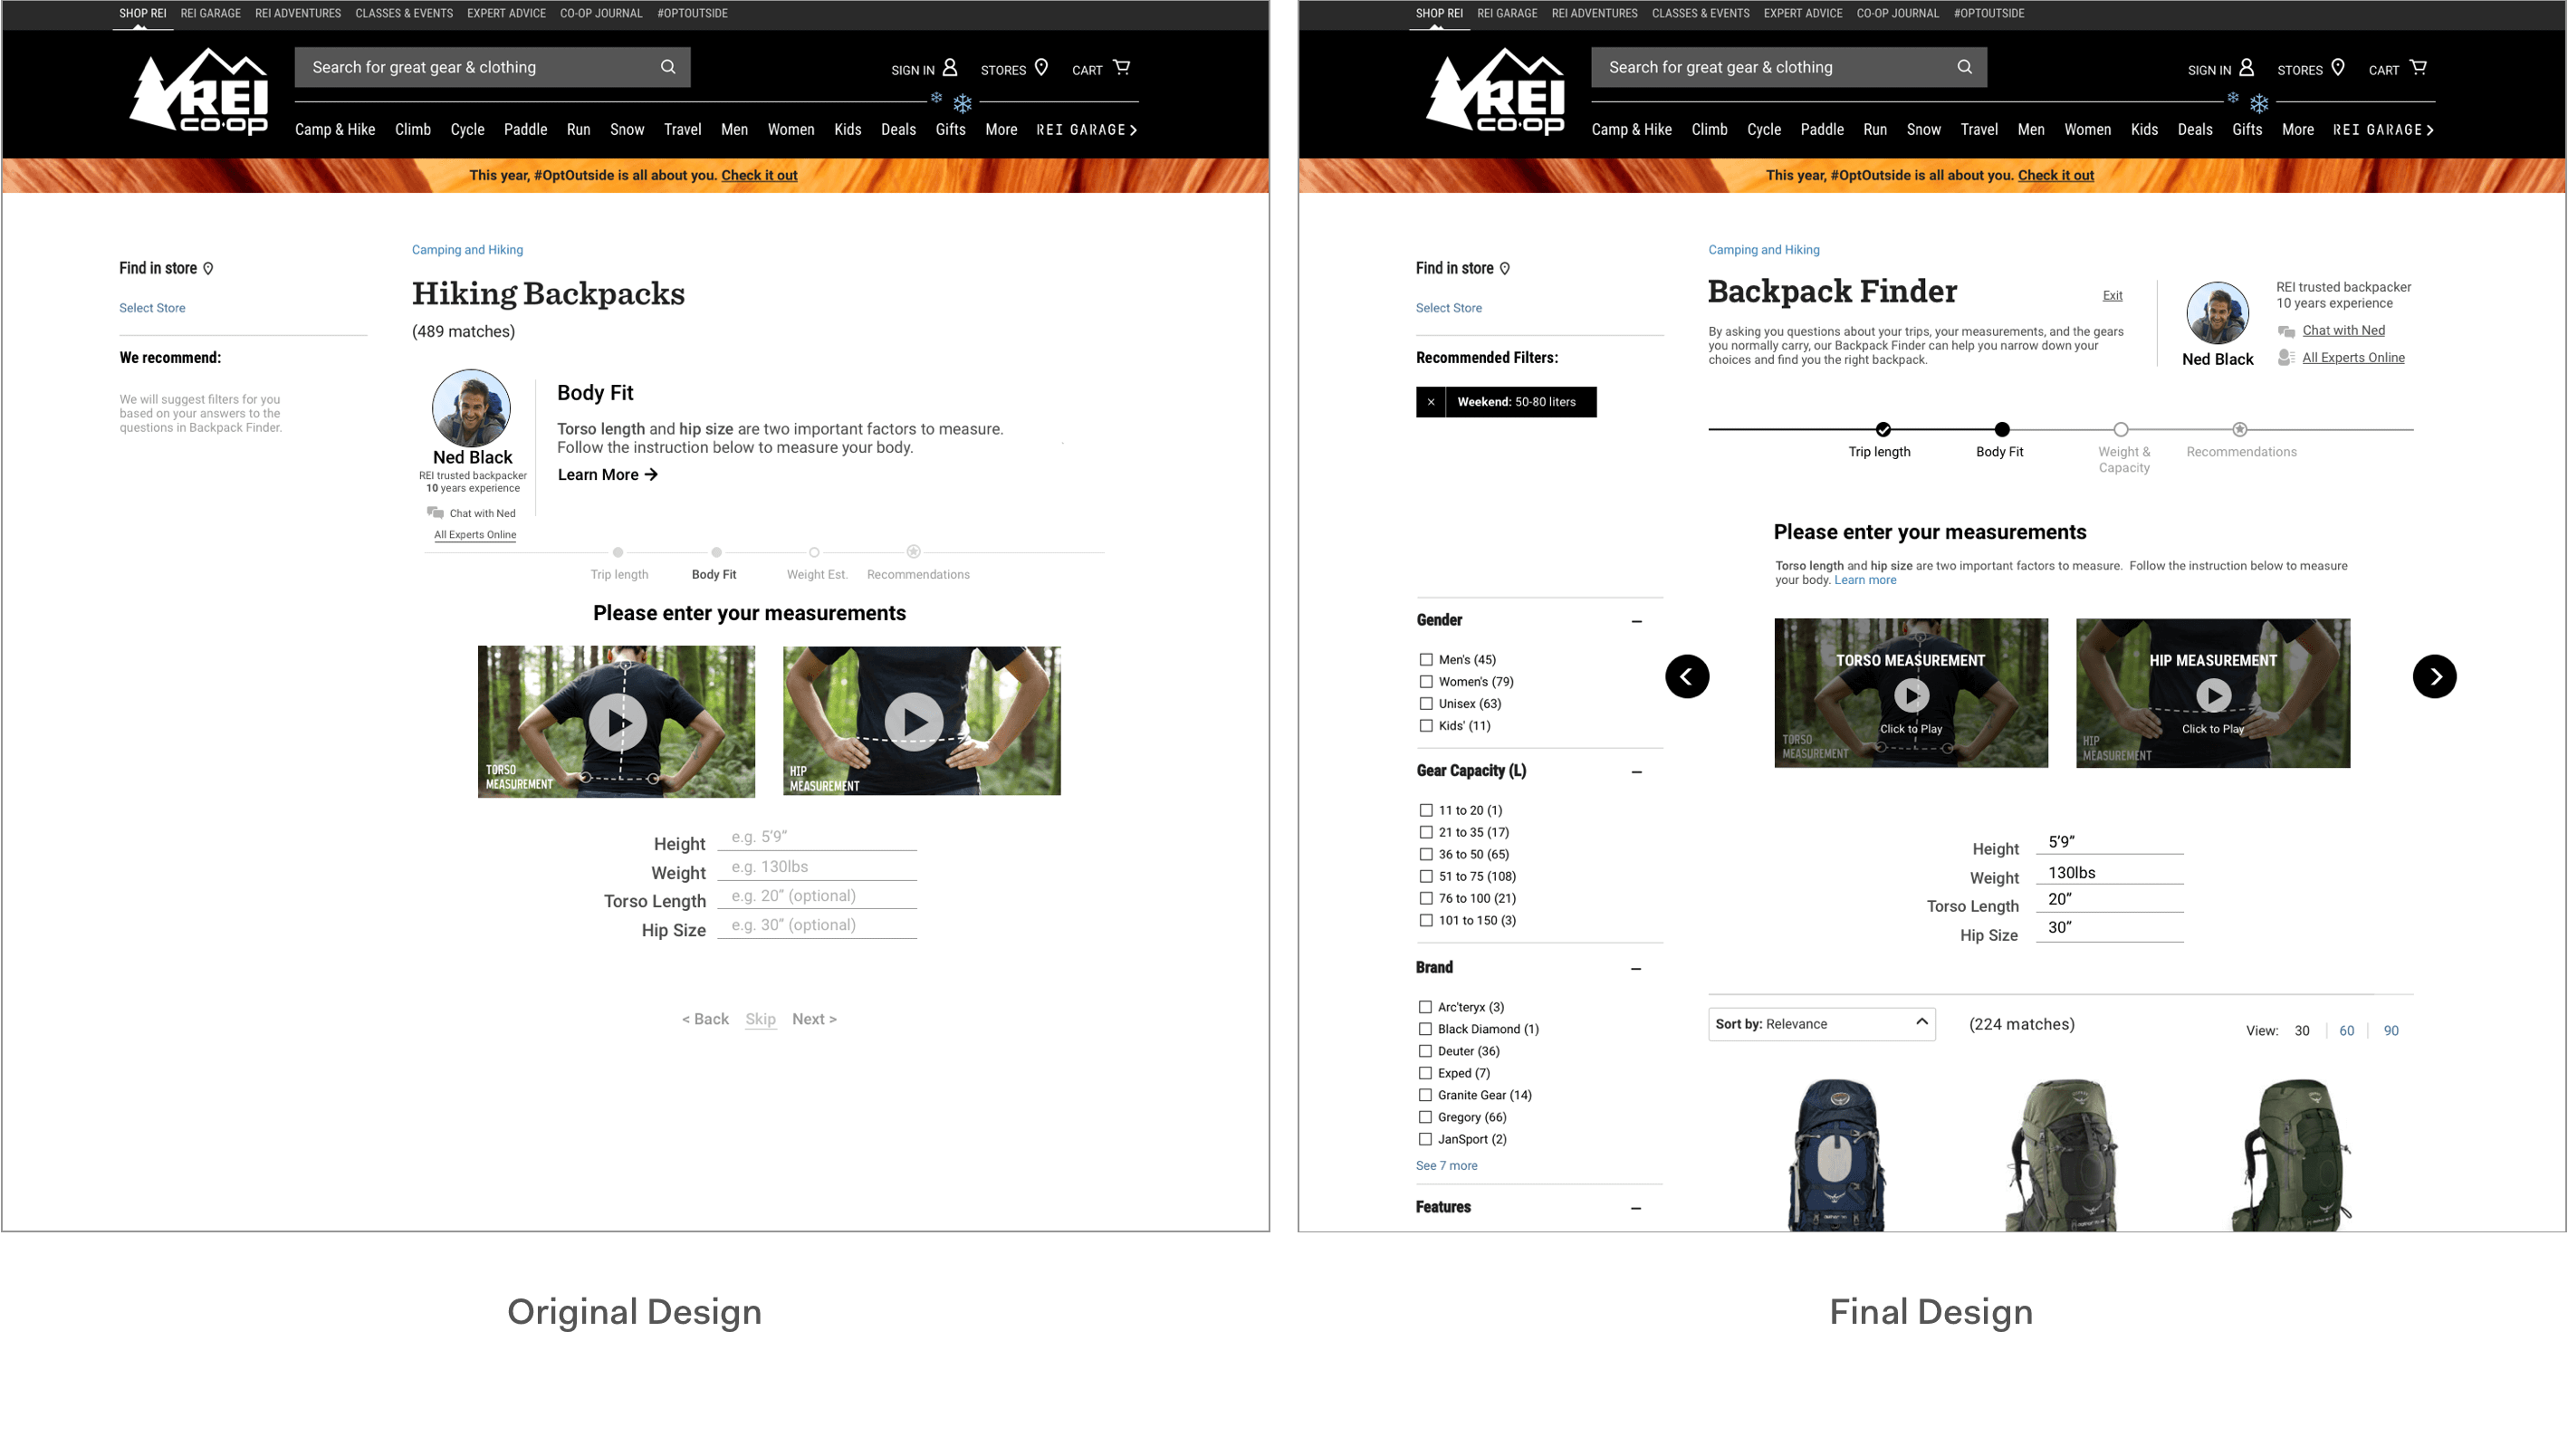 SHOP REI REI GARAGE REI ADVENTURES CLASSES & EVENTS EXPERT ADVICE CO-OP JOURNAL #OPTOUTSIDE
REI
CO·OP
Search for great gear & clothing
SIGN IN STORES CART
Camp & Hike Climb Cycle Paddle Run Snow Travel Men Women Kids Deals Gifts More REI GARAGE >
This year, #OptOutside is all about you. Check it out
Find in store
Select Store
We recommend:
We will suggest filters for you
based on your answers to the
questions in Backpack Finder.
Camping and Hiking
Hiking Backpacks
(489 matches)
Ned Black
REI trusted backpacker
10 years experience
Chat with Ned
All Experts Online
Body Fit
Torso length and hip size are two important factors to measure.
Follow the instruction below to measure your body.
Learn More →
Trip length Body Fit Weight Est. Recommendations
Please enter your measurements
TORSO
MEASUREMENT
HIP
MEASUREMENT
Height e.g. 5’9”
Weight e.g. 130lbs
Torso Length e.g. 20” (optional)
Hip Size e.g. 30” (optional)
< Back Skip Next >
Original Design
SHOP REI REI GARAGE REI ADVENTURES CLASSES & EVENTS EXPERT ADVICE CO-OP JOURNAL #OPTOUTSIDE
REI
CO·OP
Search for great gear & clothing
SIGN IN STORES CART
Camp & Hike Climb Cycle Paddle Run Snow Travel Men Women Kids Deals Gifts More REI GARAGE >
This year, #OptOutside is all about you. Check it out
Find in store
Select Store
Recommended Filters:
× Weekend: 50-80 liters
Gender –
Men's (45)
Women's (79)
Unisex (63)
Kids' (11)
Gear Capacity (L) –
11 to 20 (1)
21 to 35 (17)
36 to 50 (65)
51 to 75 (108)
76 to 100 (21)
101 to 150 (3)
Brand –
Arc'teryx (3)
Black Diamond (1)
Deuter (36)
Exped (7)
Granite Gear (14)
Gregory (66)
JanSport (2)
See 7 more
Features –
Camping and Hiking
Backpack Finder
Exit
By asking you questions about your trips, your measurements, and the gears
you normally carry, our Backpack Finder can help you narrow down your
choices and find you the right backpack.
Ned Black
REI trusted backpacker
10 years experience
Chat with Ned
All Experts Online
Trip length Body Fit Weight & Recommendations
Capacity
Please enter your measurements
Torso length and hip size are two important factors to measure. Follow the instruction below to measure
your body. Learn more
TORSO MEASUREMENT
Click to Play
TORSO
MEASUREMENT
HIP MEASUREMENT
Click to Play
HIP
MEASUREMENT
Height 5’9”
Weight 130lbs
Torso Length 20”
Hip Size 30”
Sort by: Relevance
(224 matches)
View: 30 | 60 | 90
Final Design